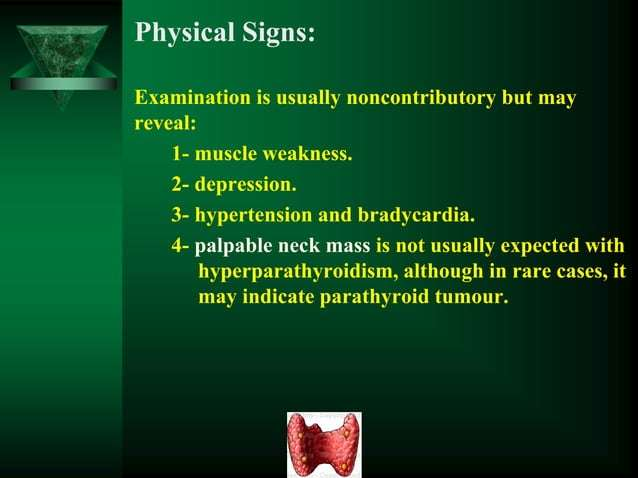 Physical Signs:
Examination is usually noncontributory but may
reveal:
1- muscle weakness.
2- depression.
3- hypertension and bradycardia.
4- palpable neck mass is not usually expected with
hyperparathyroidism, although in rare cases, it
may indicate parathyroid tumour.